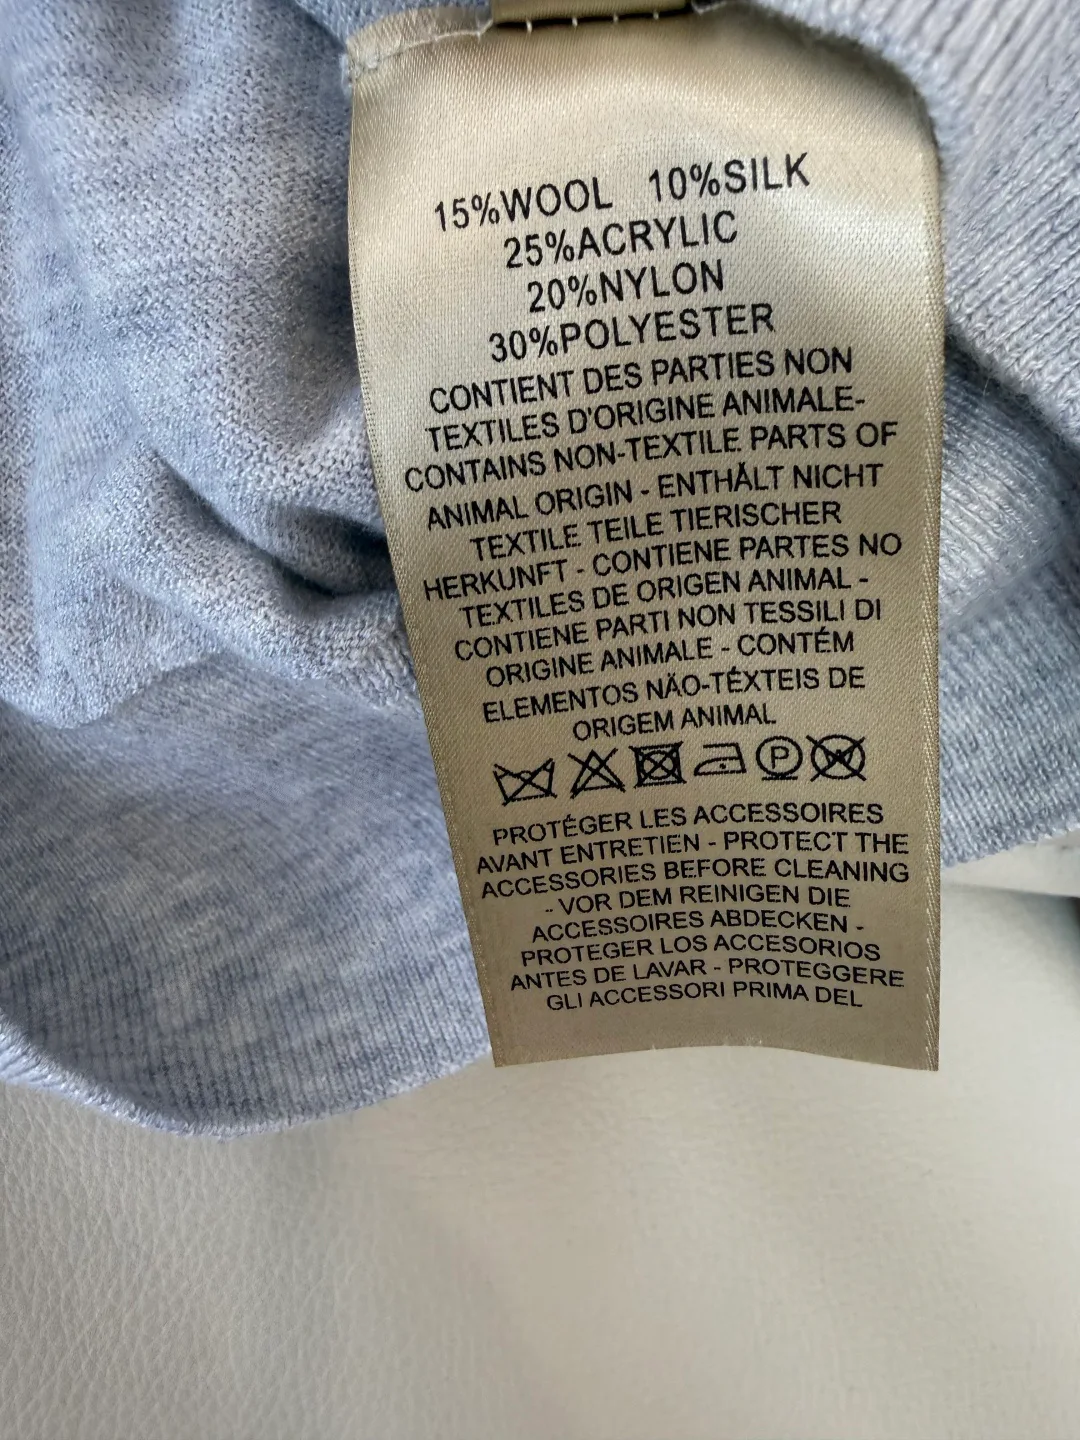 15%WOOL 10%SILK
25%ACRYLIC
20%NYLON
30%POLYESTER
CONTIENT DES PARTIES NON
TEXTILES D'ORIGINE ANIMALE-
CONTAINS NON-TEXTILE PARTS OF
ANIMAL ORIGIN - ENTHÅLT NICHT
TEXTILE TEILE TIERISCHER
HERKUNFT - CONTIENE PARTES NO
TEXTILES DE ORIGEN ANIMAL -
CONTIENE PARTI NON TESSILI DI
ORIGINE ANIMALE - CONTÉM
ELEMENTOS NÄO-TÉXTEIS DE
ORIGEM ANIMAL
P W
PROTÉGER LES ACCESSOIRES
AVANT ENTRETIEN - PROTECT THE
ACCESSORIES BEFORE CLEANING
- VOR DEM REINIGEN DIE
ACCESSOIRES ABDECKEN -
PROTEGER LOS ACCESORIOS
ANTES DE LAVAR - PROTEGGERE
GLI ACCESSORI PRIMA DEL